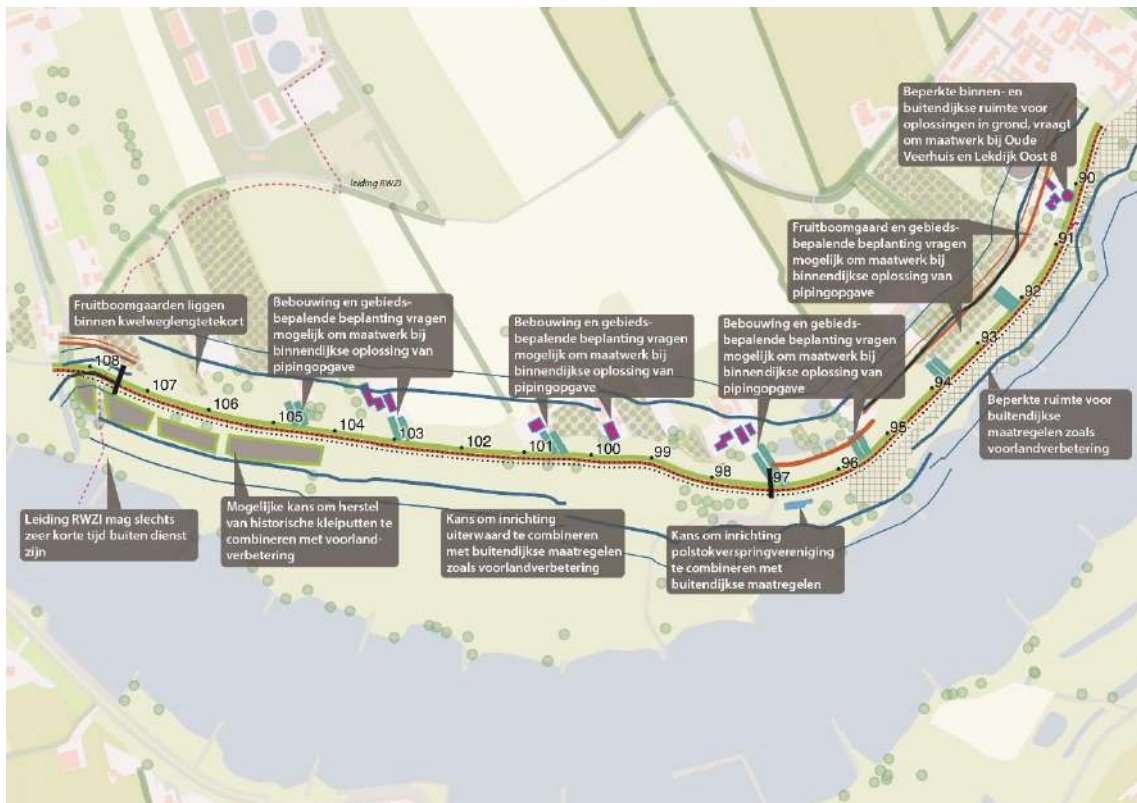 Beperkte binnen- en
buitendijkse ruimte voor
oplossingen in grond, vraagt
om maatwerk bij Oude
Veerhuis en Lekdijk Oost 8
leiding RWZI
90
91
Fruitboomgaard en gebieds-
bepalende beplanting vragen
mogelijk om maatwerk bij
binnendijkse oplossing van
pipingopgave
92
93
94
95
96
97
98
99
100
101
102
103
104
105
106
107
108
Fruitboomgaarden liggen
binnen kwelweglengtetekort
Bebouwing en gebieds-
bepalende beplanting vragen
mogelijk om maatwerk bij
binnendijkse oplossing van
pipingopgave
Bebouwing en gebieds-
bepalende beplanting vragen
mogelijk om maatwerk bij
binnendijkse oplossing van
pipingopgave
Bebouwing en gebieds-
bepalende beplanting vragen
mogelijk om maatwerk bij
binnendijkse oplossing van
pipingopgave
Beperkte ruimte voor
buitendijkse
maatregelen zoals
voorlandverbetering
Leiding RWZI mag slechts
zeer korte tijd buiten dienst
zijn
Mogelijke kans om herstel
van historische kleiputten te
combineren met voorland-
verbetering
Kans om inrichting
uiterwaard te combineren
met buitendijkse maatregelen
zoals voorlandverbetering
Kans om inrichting
polstokverspringvereniging
te combineren met
buitendijkse maatregelen